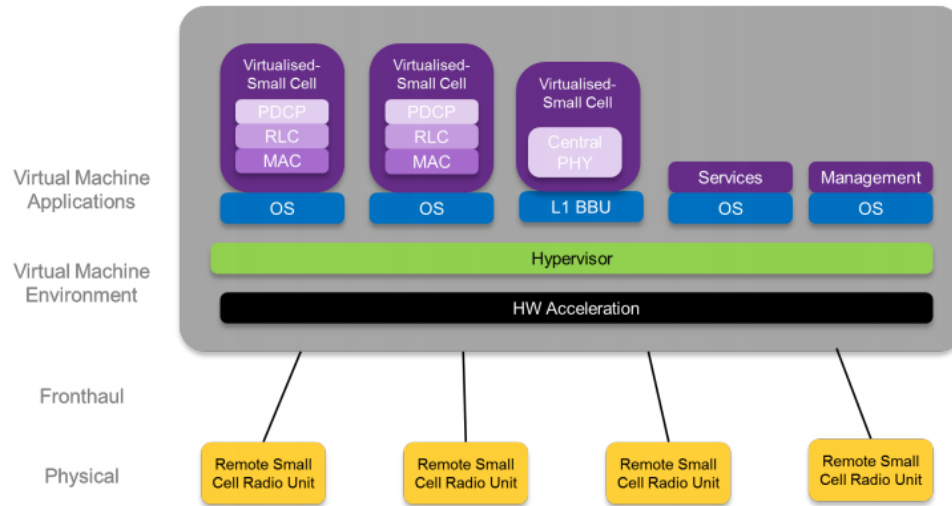 Virtualised-
Small Cell
PDCP
RLC
MAC
OS
Virtualised-
Small Cell
PDCP
RLC
MAC
OS
Virtualised-
Small Cell
Central
PHY
L1 BBU
Services
OS
Management
OS
Virtual Machine
Applications
Hypervisor
Virtual Machine
Environment
HW Acceleration
Fronthaul
Physical
Remote Small
Cell Radio Unit
Remote Small
Cell Radio Unit
Remote Small
Cell Radio Unit
Remote Small
Cell Radio Unit